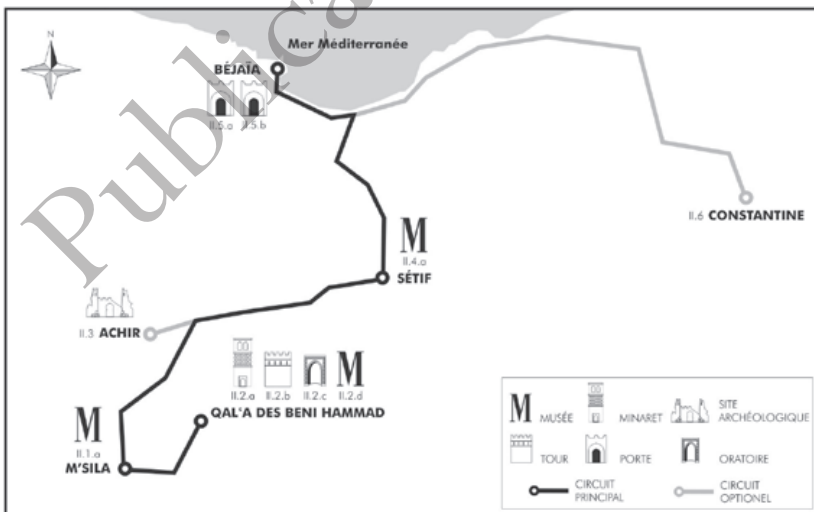 N
Mer Méditerranée
BÉJAÏA
II.5.a II.5.b
II.6 CONSTANTINE
M
II.4.a
SÉTIF
II.3 ACHIR
M
II.2.a II.2.b II.2.c II.2.d
QAL'A DES BENI HAMMAD
M
II.1.a
M'SILA
M MUSÉE
MINARET
SITE
ARCHÉOLOGIQUE
TOUR
PORTE
ORATOIRE
CIRCUIT
PRINCIPAL
CIRCUIT
OPTIONEL
Publica